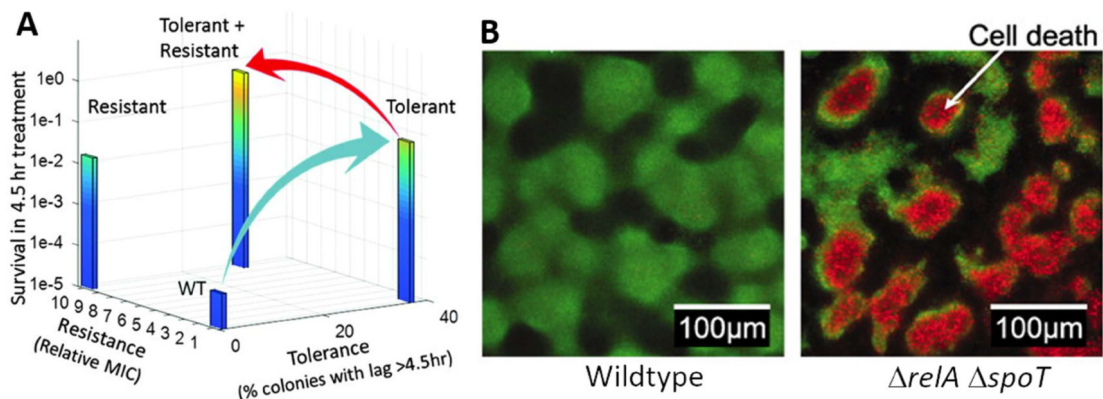 A
Tolerant +
Resistant
Resistant
Tolerant
WT
Survival in 4.5 hr treatment
1e0
1e-1
1e-2
1e-3
1e-4
1e-5
10 9 8 7 6 5 4 3 2 1
Resistance
(Relative MIC)
0 20 40
Tolerance
(% colonies with lag >4.5hr)
B
Cell death
100µm
100µm
Wildtype
ΔrelA ΔspoT